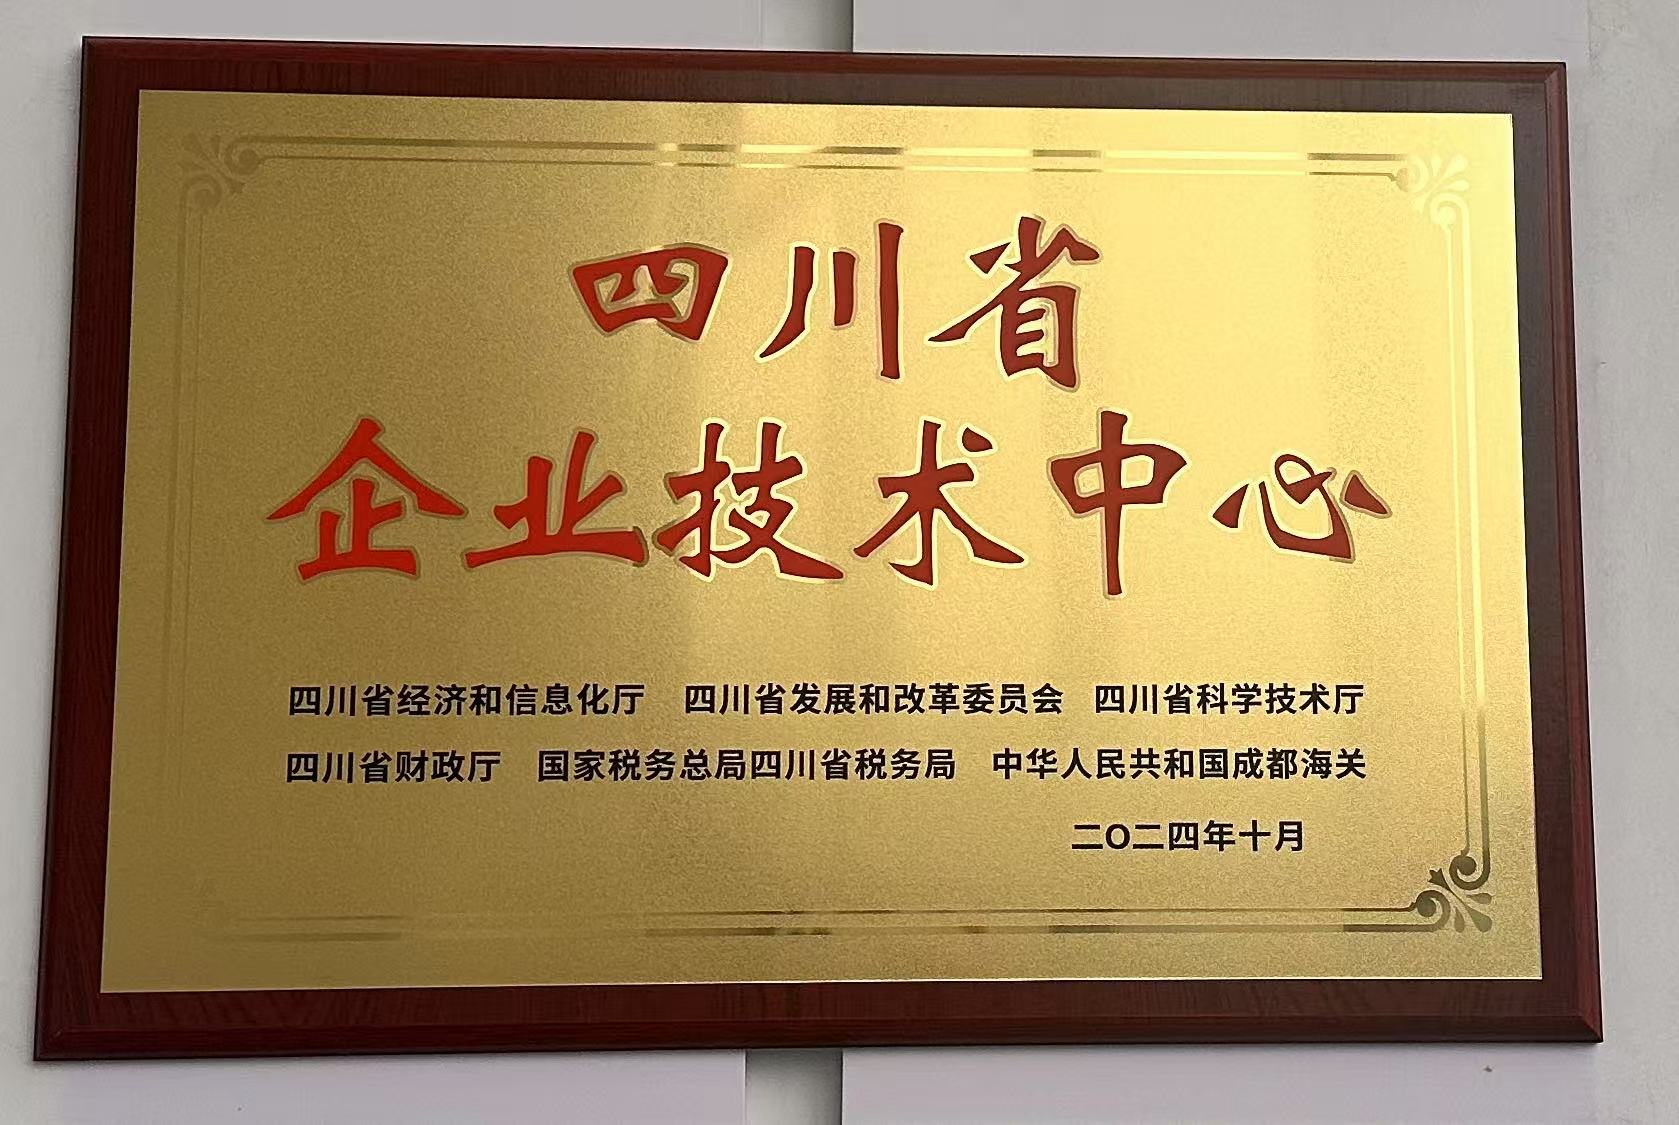 四川省
企业技术中心
四川省经济和信息化厅 四川省发展和改革委员会 四川省科学技术厅
四川省财政厅 国家税务总局四川省税务局 中华人民共和国成都海关
二〇二四年十月